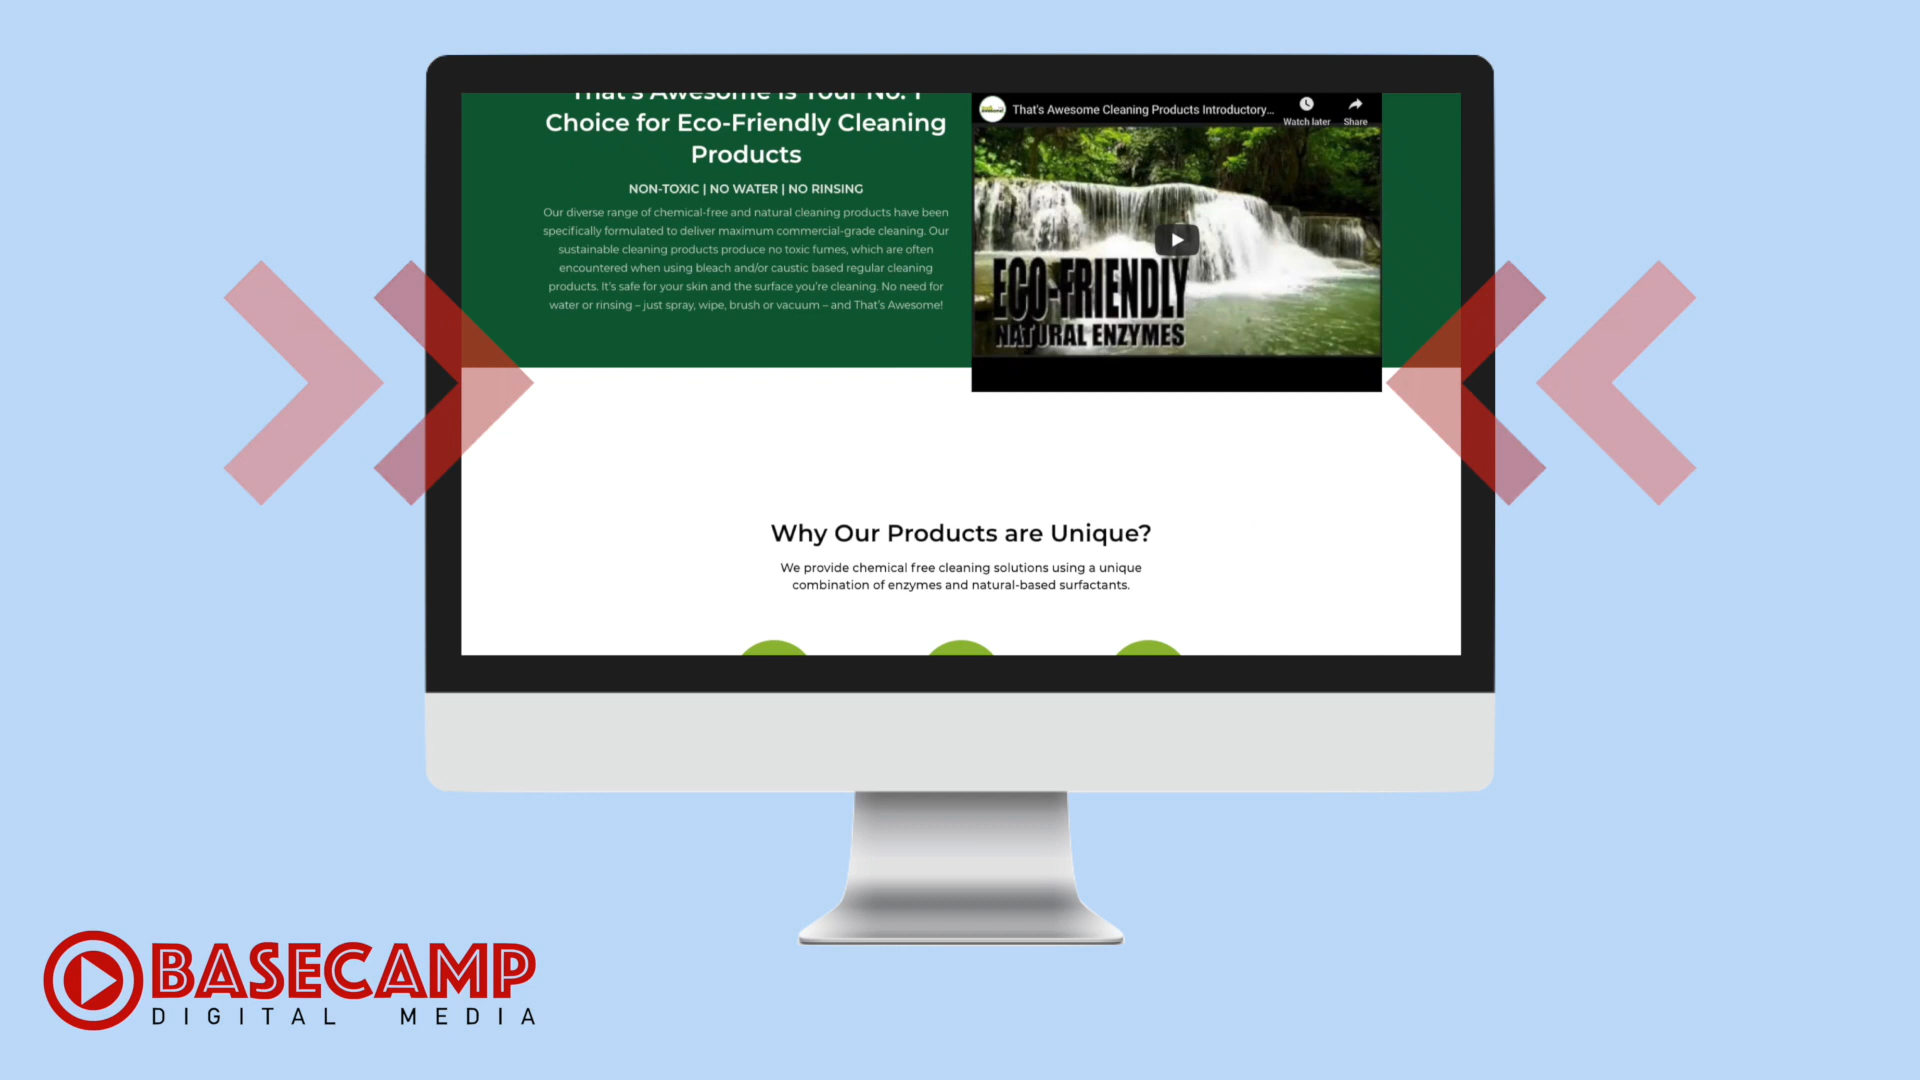 That's Awesome is Your No. 1
Choice for Eco-Friendly Cleaning
Products
NON-TOXIC | NO WATER | NO RINSING
Our diverse range of chemical-free and natural cleaning products have been
specifically formulated to deliver maximum commercial-grade cleaning. Our
sustainable cleaning products produce no toxic fumes, which are often
encountered when using bleach and/or caustic based regular cleaning
products. It's safe for your skin and the surface you're cleaning. No need for
water or rinsing – just spray, wipe, brush or vacuum – and That's Awesome!
That's Awesome Cleaning Products Introductory...
Watch later
Share
ECO-FRIENDLY
NATURAL ENZYMES
Why Our Products are Unique?
We provide chemical free cleaning solutions using a unique
combination of enzymes and natural-based surfactants.
BASECAMP
DIGITAL MEDIA